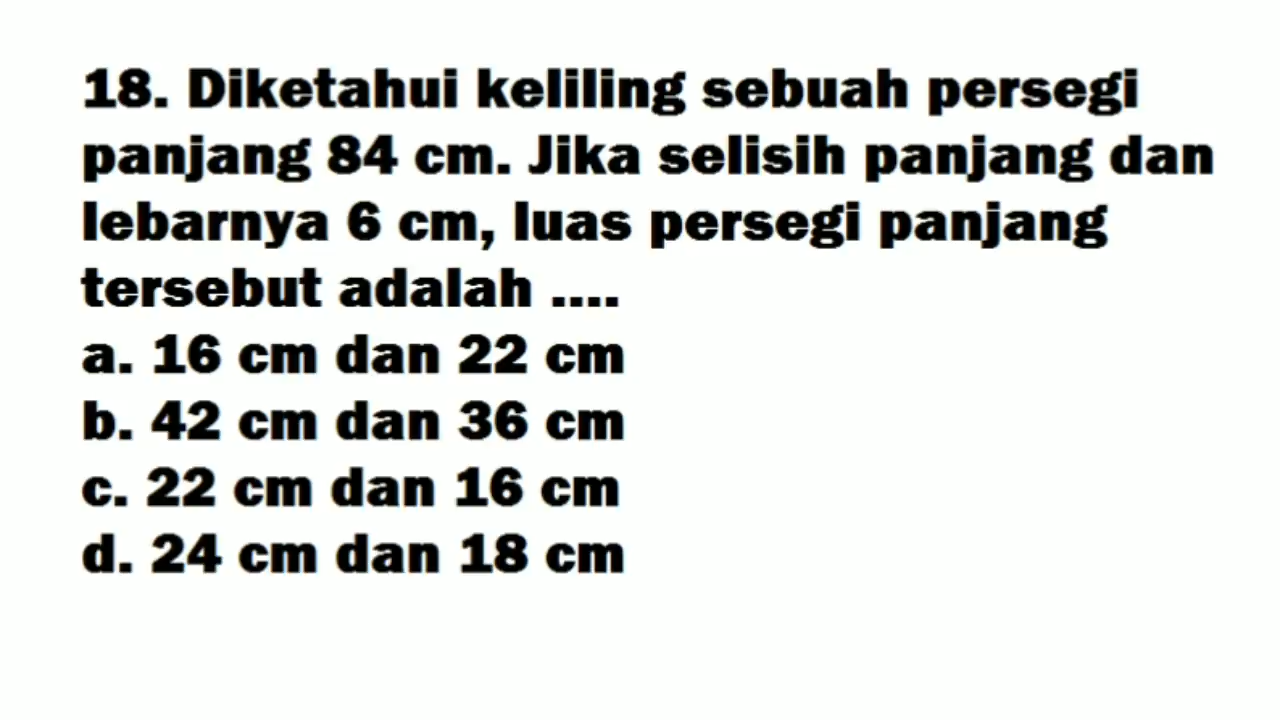 18. Diketahui keliling sebuah persegi
panjang 84 cm. Jika selisih panjang dan
lebarnya 6 cm, luas persegi panjang
tersebut adalah ....
a. 16 cm dan 22 cm
b. 42 cm dan 36 cm
c. 22 cm dan 16 cm
d. 24 cm dan 18 cm